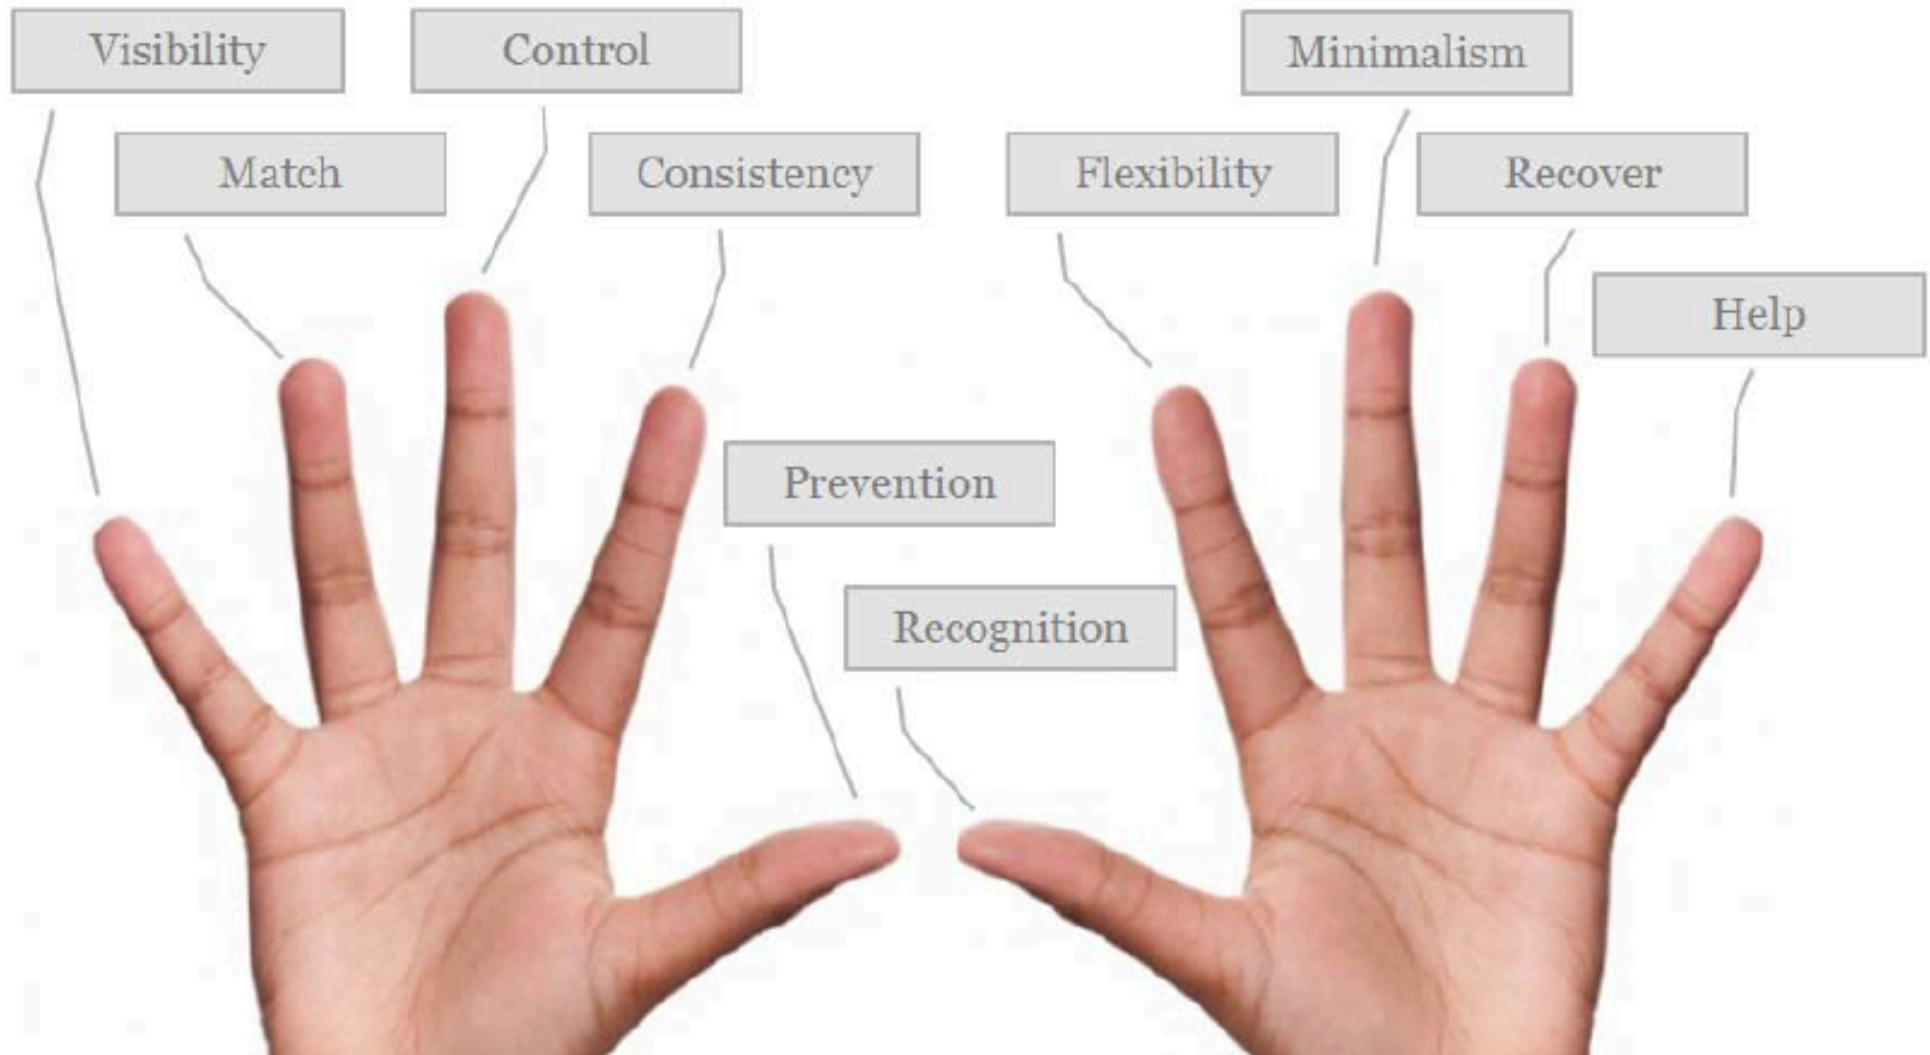 Visibility
Match
Control
Consistency
Prevention
Recognition
Flexibility
Minimalism
Recover
Help